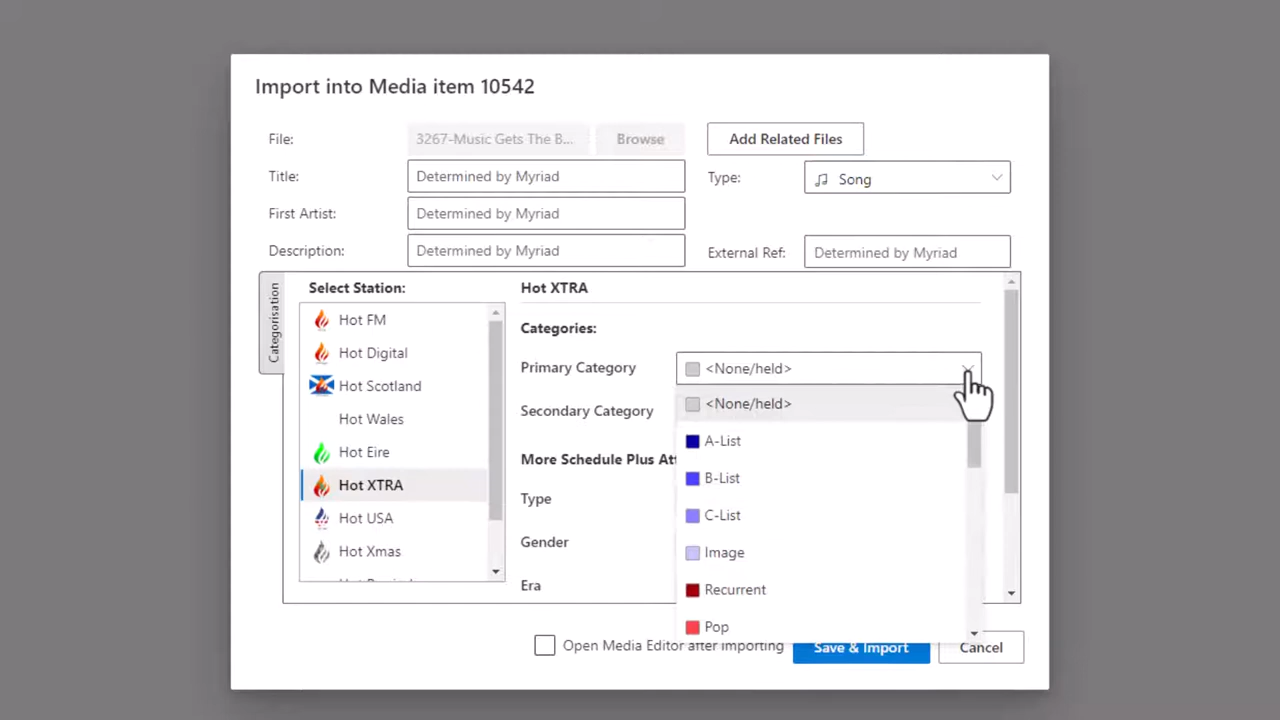 Import into Media item 10542
File: 3267-Music Gets The B... Browse Add Related Files
Title: Determined by Myriad Type: Song
First Artist: Determined by Myriad
Description: Determined by Myriad External Ref: Determined by Myriad
Categorisation
Select Station: Hot XTRA
Hot FM
Hot Digital
Hot Scotland
Hot Wales
Hot Eire
Hot XTRA
Hot USA
Hot Xmas
Categories:
Primary Category <None/held>
<None/held>
Secondary Category
A-List
More Schedule Plus Att
B-List
Type
C-List
Gender
Image
Era
Recurrent
Pop
Open Media Editor after importing Save & Import Cancel